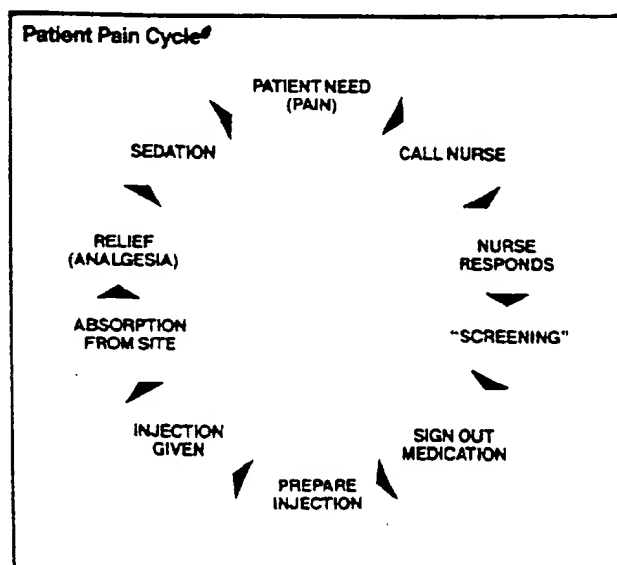 Patient Pain Cycle
PATIENT NEED
(PAIN)
CALL NURSE
NURSE
RESPONDS
"SCREENING"
SIGN OUT
MEDICATION
PREPARE
INJECTION
INJECTION
GIVEN
ABSORPTION
FROM SITE
RELIEF
(ANALGESIA)
SEDATION